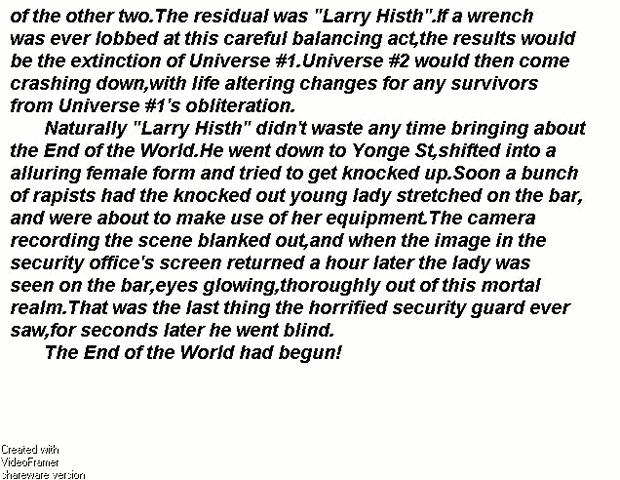 of the other two.The residual was "Larry Histh".If a wrench
was ever lobbed at this careful balancing act,the results would
be the extinction of Universe #1.Universe #2 would then come
crashing down,with life altering changes for any survivors
from Universe #1's obliteration.
Naturally "Larry Histh" didn't waste any time bringing about
the End of the World.He went down to Yonge St,shifted into a
alluring female form and tried to get knocked up.Soon a bunch
of rapists had the knocked out young lady stretched on the bar,
and were about to make use of her equipment.The camera
recording the scene blanked out,and when the image in the
security office's screen returned a hour later the lady was
seen on the bar,eyes glowing,thoroughly out of this mortal
realm.That was the last thing the horrified security guard ever
saw,for seconds later he went blind.
The End of the World had begun!
Created with
VideoFramer
shareware version